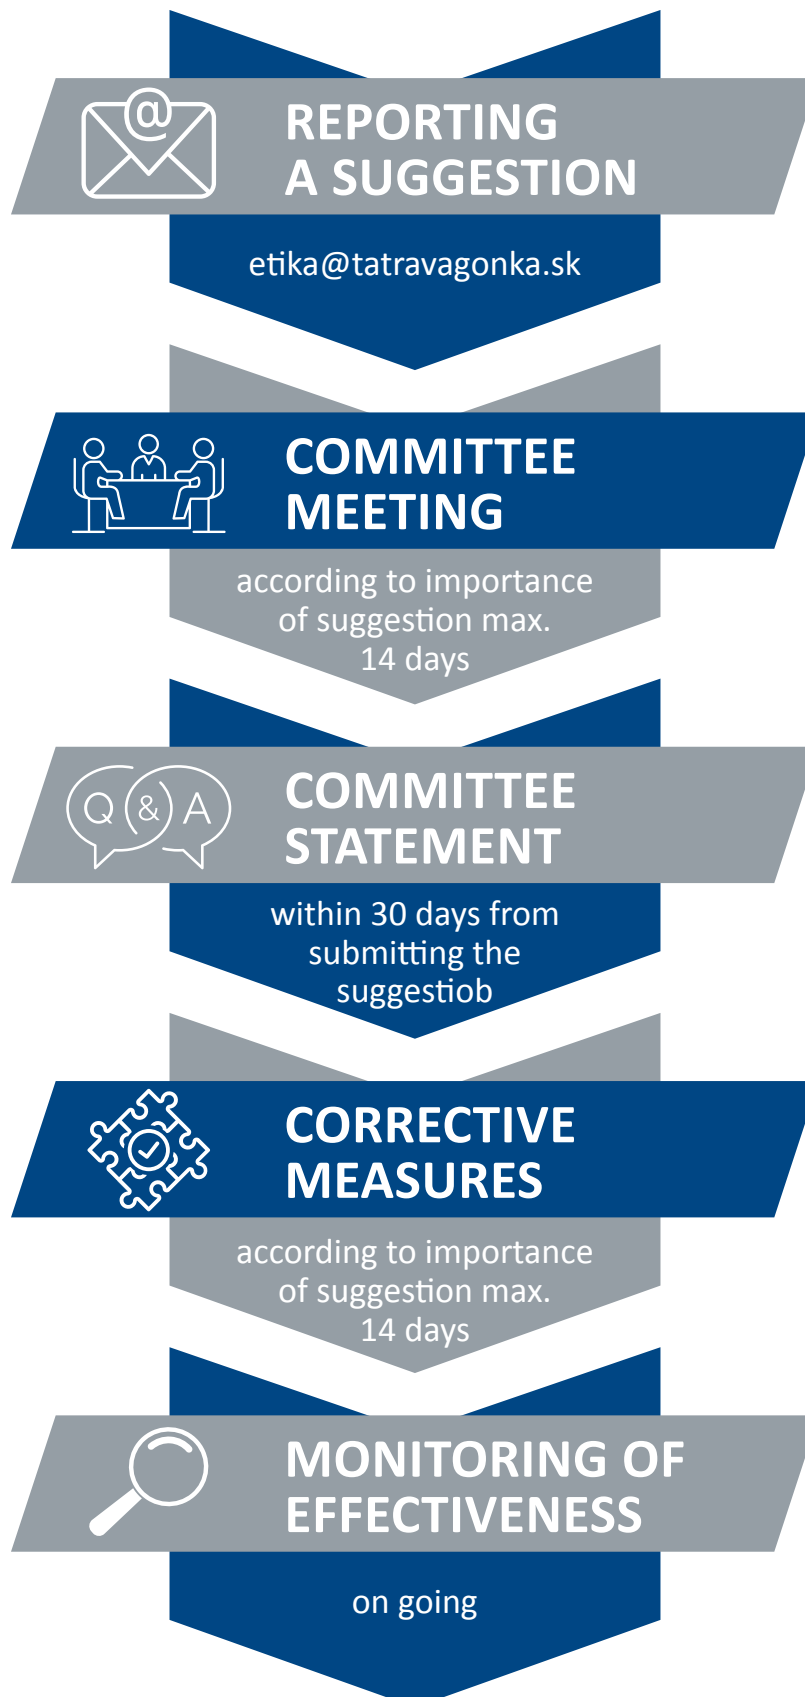 @
REPORTING
A SUGGESTION
etika@tatravagonka.sk
COMMITTEE
MEETING
according to importance
of suggestion max.
14 days
Q & A
COMMITTEE
STATEMENT
within 30 days from
submitting the
suggestiob
CORRECTIVE
MEASURES
according to importance
of suggestion max.
14 days
MONITORING OF
EFFECTIVENESS
on going